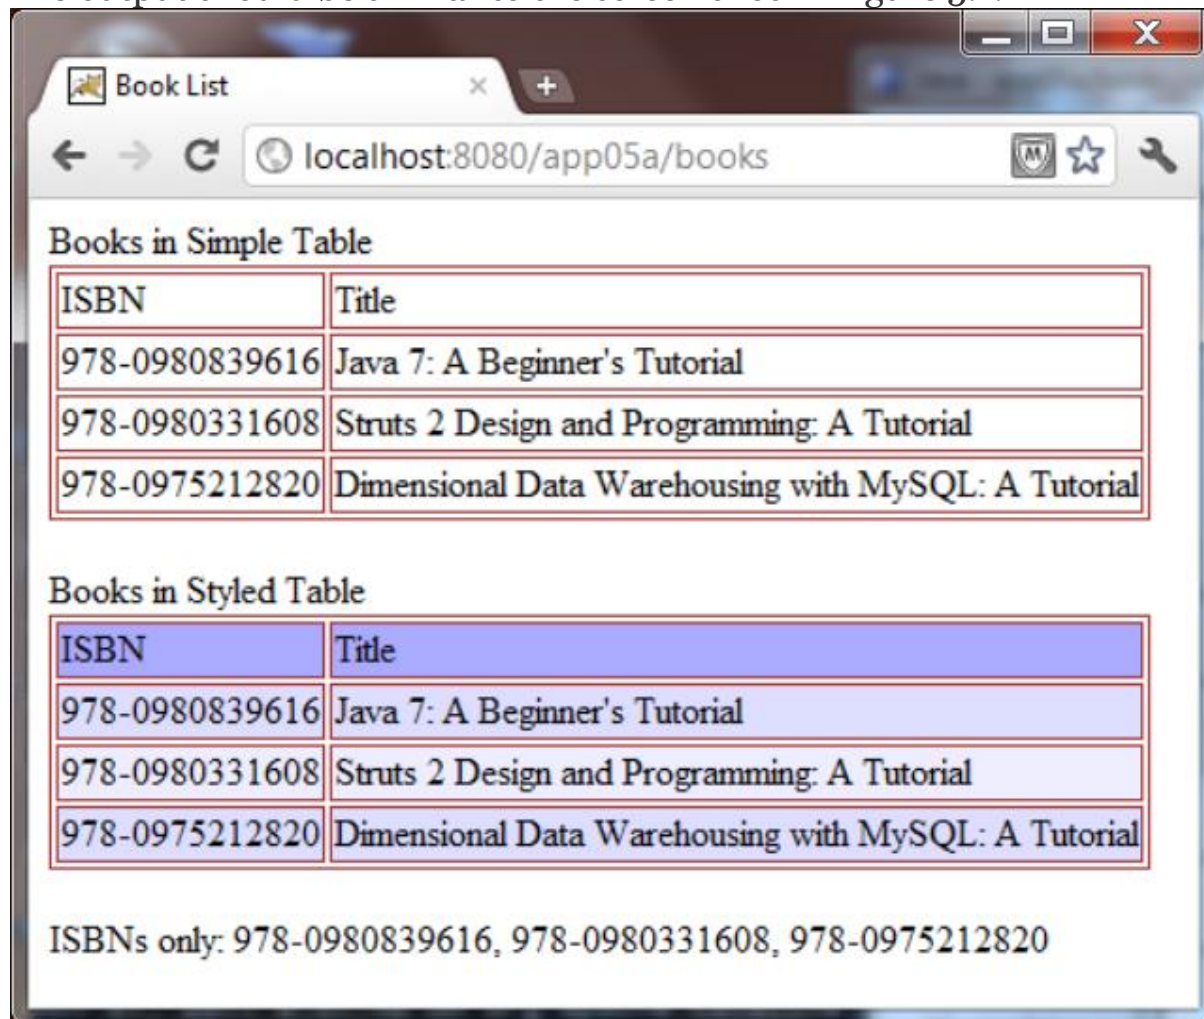 Book List
localhost:8080/app05a/books
Books in Simple Table
ISBN Title
978-0980839616 Java 7: A Beginner's Tutorial
978-0980331608 Struts 2 Design and Programming: A Tutorial
978-0975212820 Dimensional Data Warehousing with MySQL: A Tutorial
Books in Styled Table
ISBN Title
978-0980839616 Java 7: A Beginner's Tutorial
978-0980331608 Struts 2 Design and Programming: A Tutorial
978-0975212820 Dimensional Data Warehousing with MySQL: A Tutorial
ISBNs only: 978-0980839616, 978-0980331608, 978-0975212820